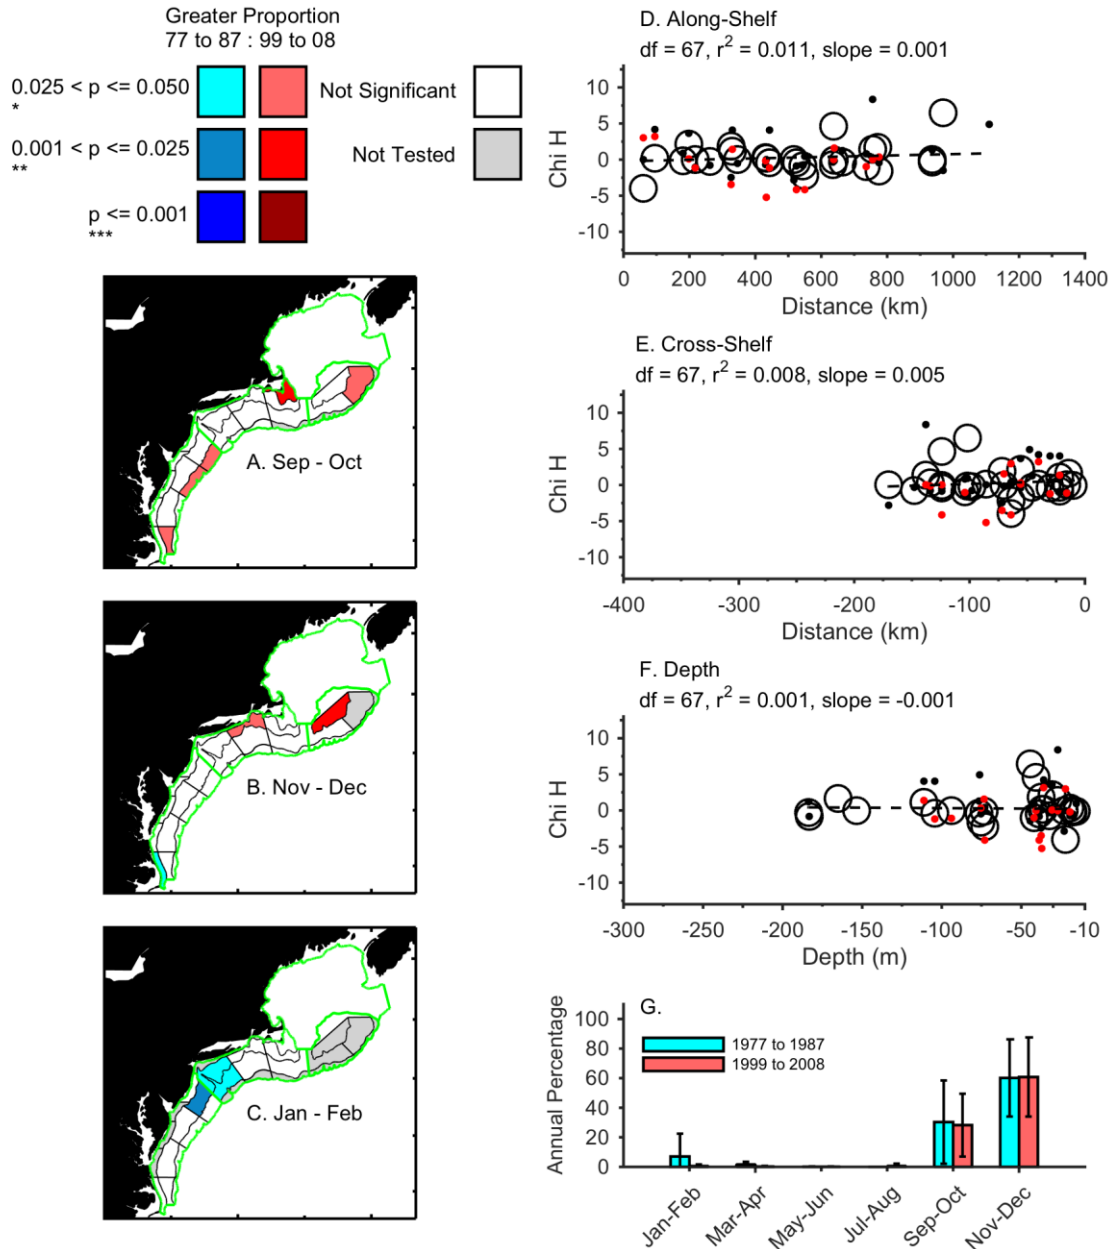 Greater Proportion
77 to 87 : 99 to 08
0.025 < p <= 0.050
*
Not Significant
0.001 < p <= 0.025
**
Not Tested
p <= 0.001
***
A. Sep - Oct
B. Nov - Dec
C. Jan - Feb
D. Along-Shelf
df = 67, r² = 0.011, slope = 0.001
10
5
0
-5
-10
Chi H
0 200 400 600 800 1000 1200 1400
Distance (km)
E. Cross-Shelf
df = 67, r² = 0.008, slope = 0.005
10
5
0
-5
-10
Chi H
-400 -300 -200 -100 0
Distance (km)
F. Depth
df = 67, r² = 0.001, slope = -0.001
10
5
0
-5
-10
Chi H
-300 -250 -200 -150 -100 -50 -10
Depth (m)
G.
100
80
60
40
20
0
Annual Percentage
1977 to 1987
1999 to 2008
Jan-Feb Mar-Apr May-Jun Jul-Aug Sep-Oct Nov-Dec